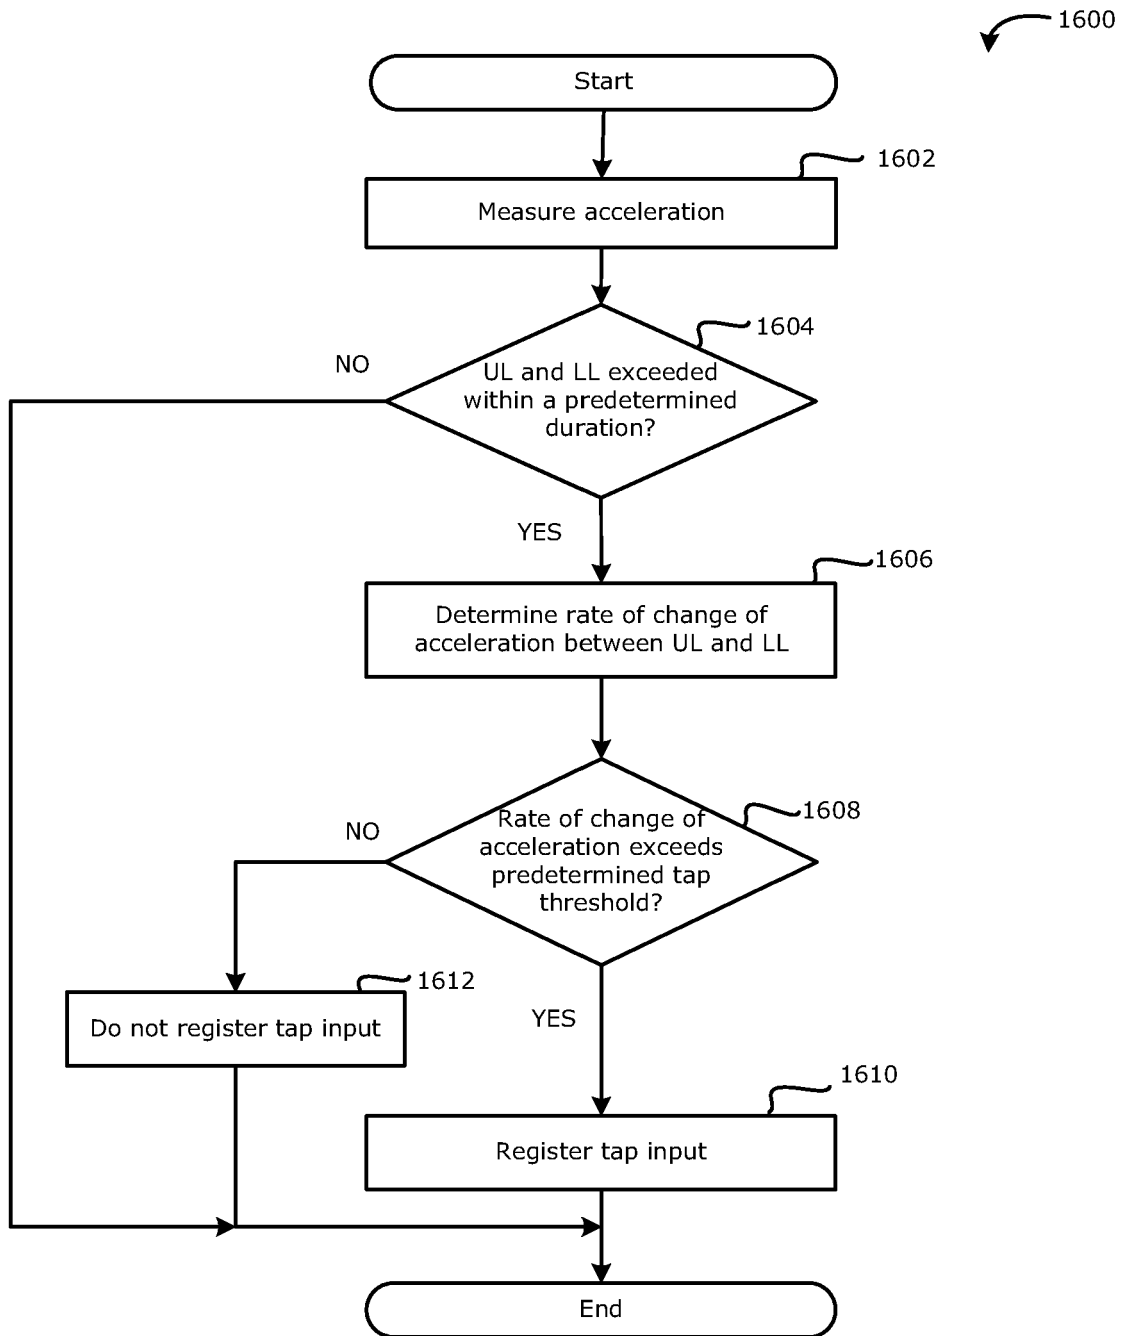 1600
Start
1602
Measure acceleration
1604
NO
UL and LL exceeded
within a predetermined
duration?
YES
1606
Determine rate of change of
acceleration between UL and LL
1608
NO
Rate of change of
acceleration exceeds
predetermined tap
threshold?
1612
Do not register tap input
YES
1610
Register tap input
End